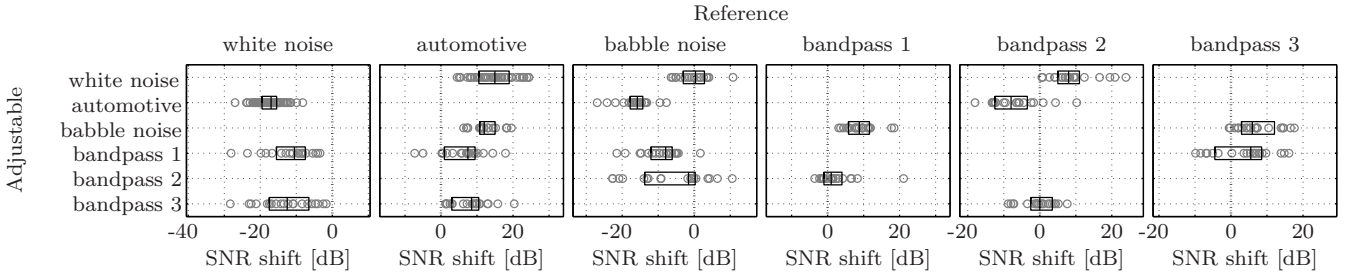 Reference
white noise automotive babble noise bandpass 1 bandpass 2 bandpass 3
Adjustable
white noise
automotive
babble noise
bandpass 1
bandpass 2
bandpass 3
-40 -20 0 0 20 -20 0 0 20 -20 0 20 -20 0 20
SNR shift [dB] SNR shift [dB] SNR shift [dB] SNR shift [dB] SNR shift [dB] SNR shift [dB]